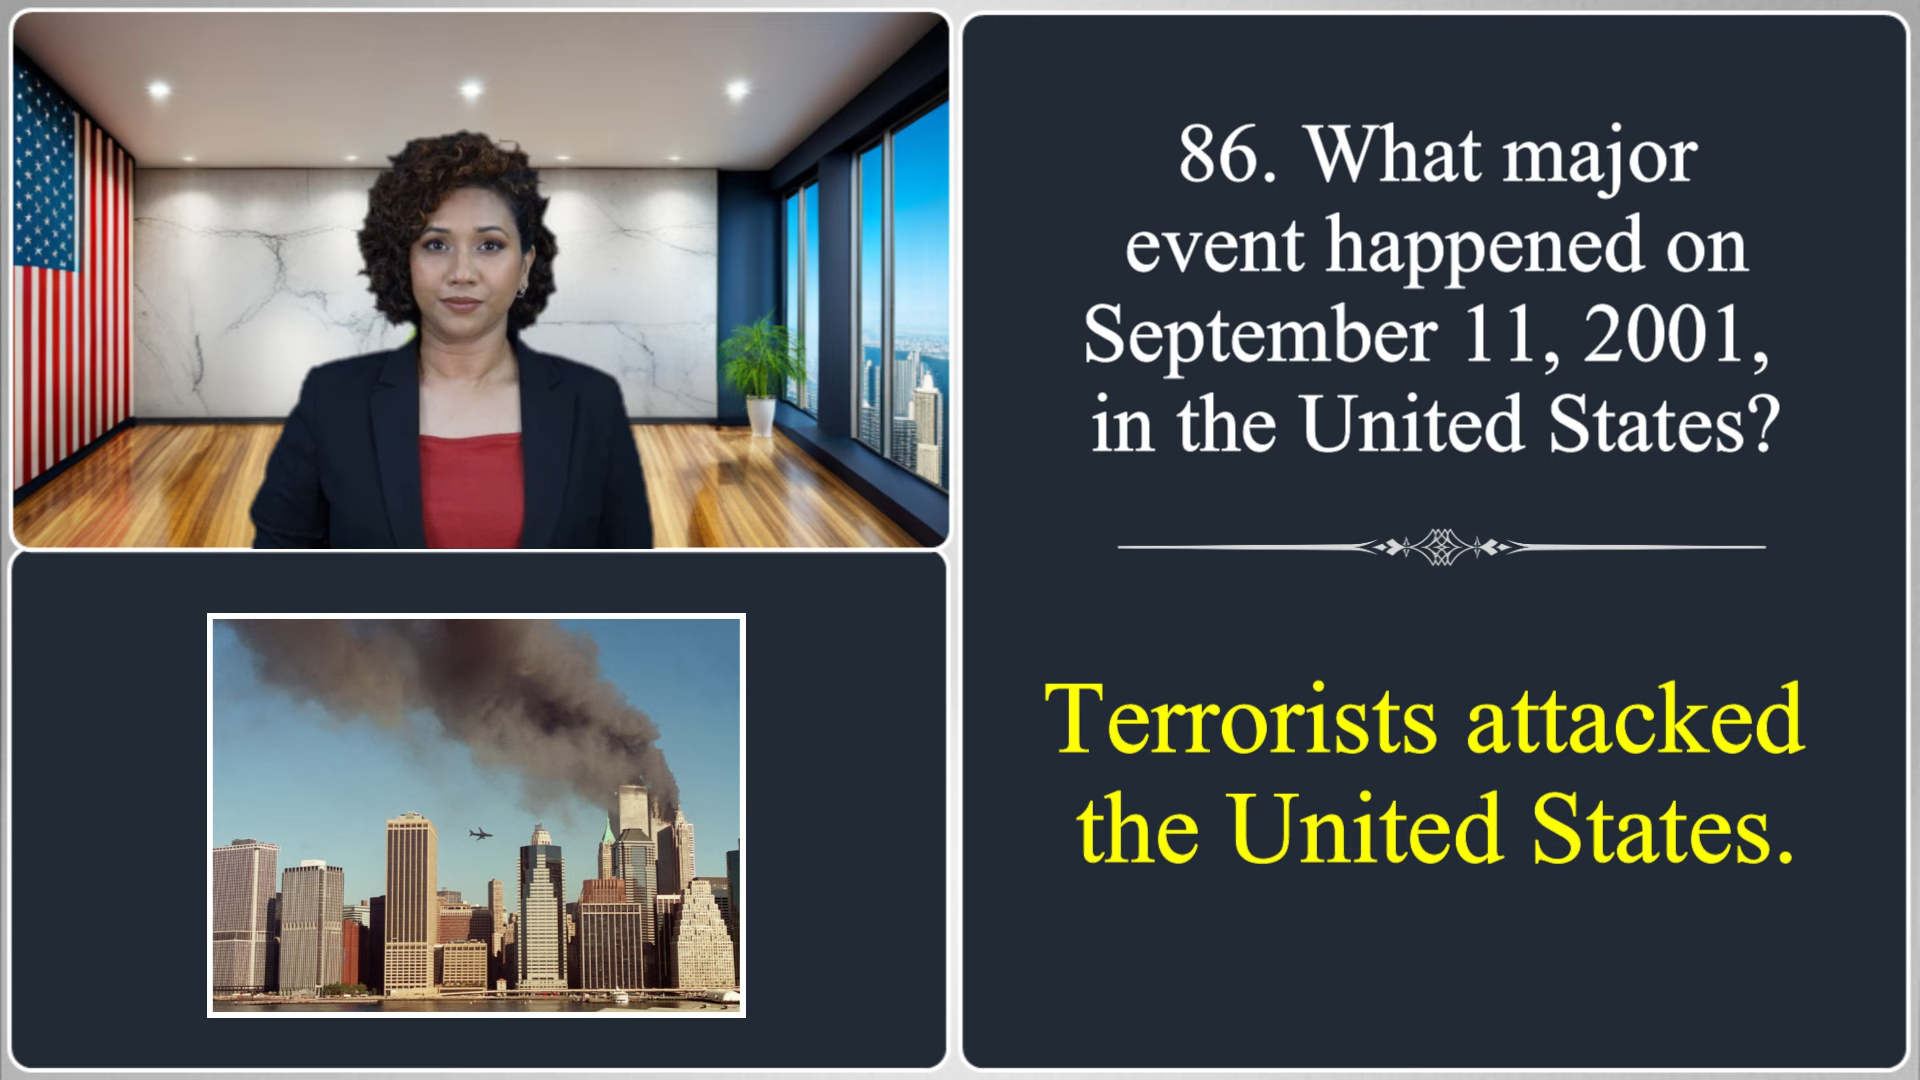 86. What major
event happened on
September 11, 2001,
in the United States?
Terrorists attacked
the United States.